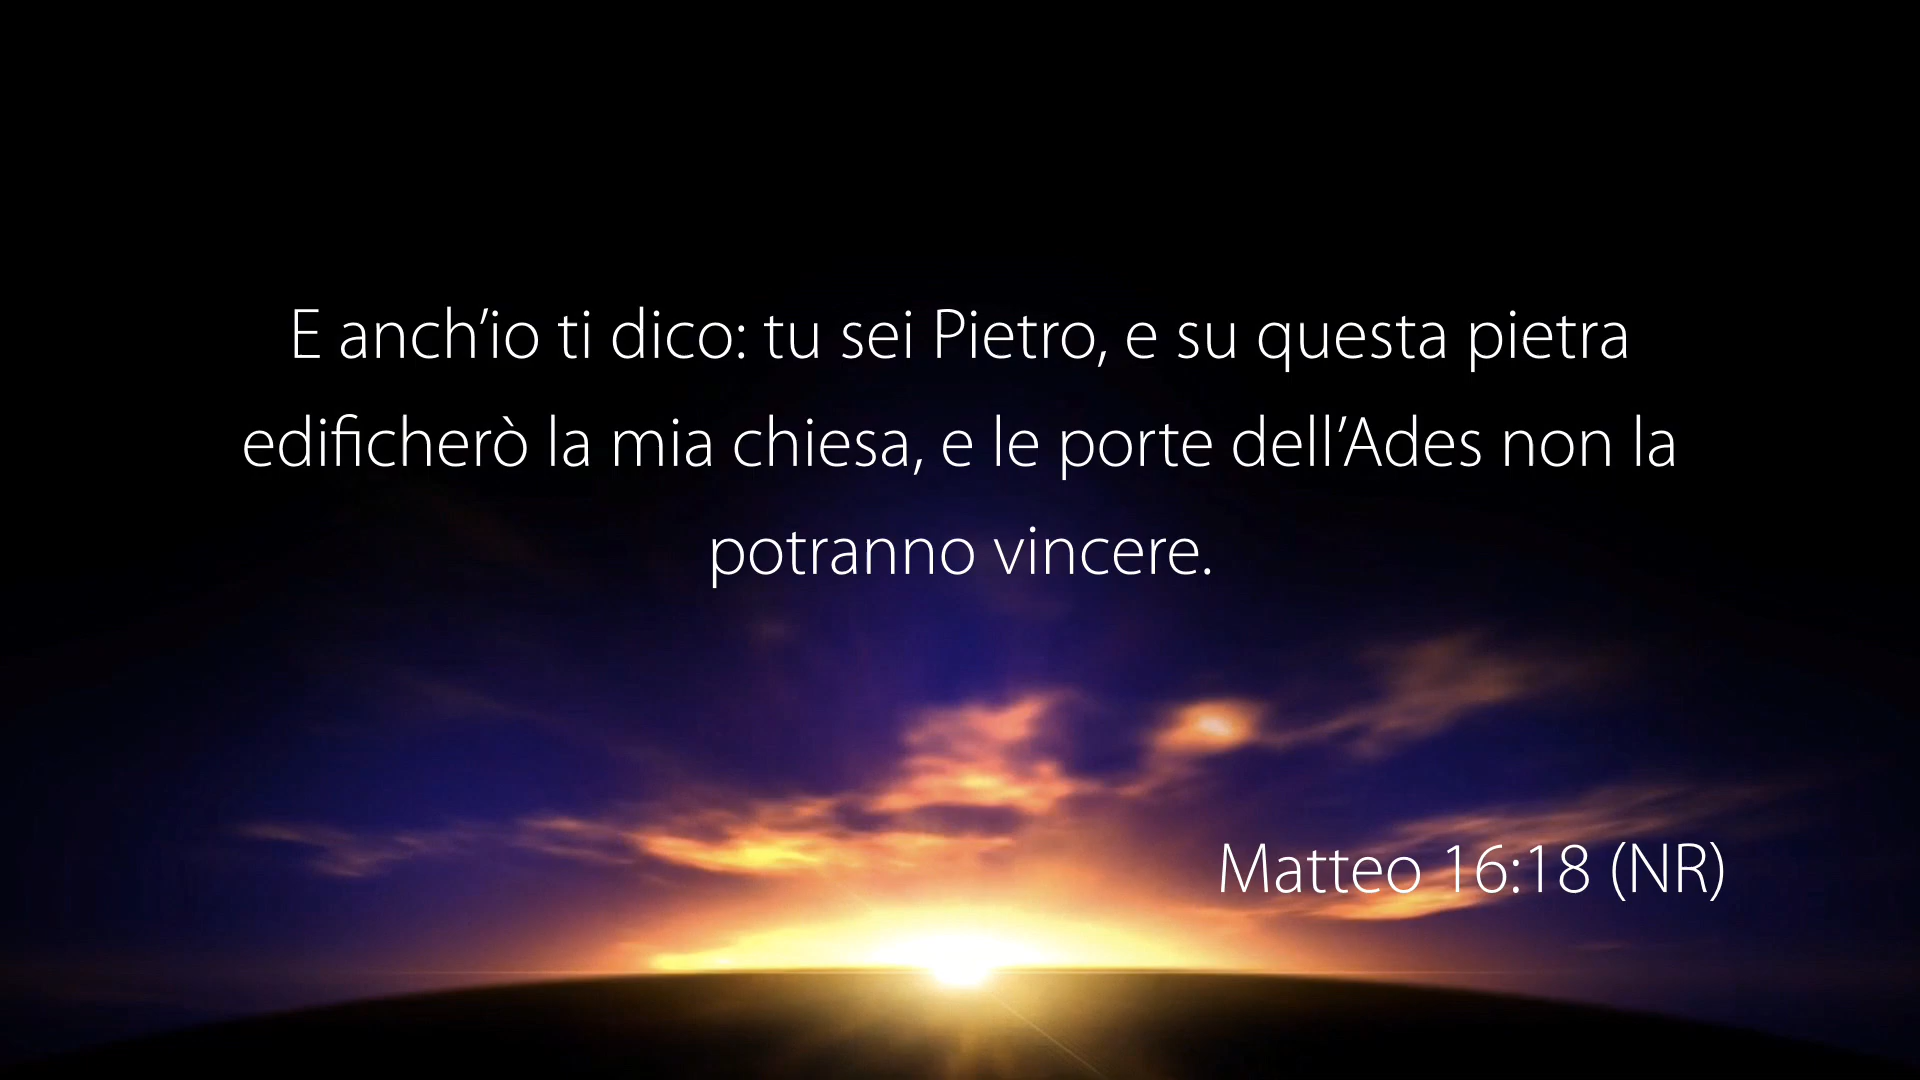 E anch’io ti dico: tu sei Pietro, e su questa pietra
edificherò la mia chiesa, e le porte dell’Ades non la
potranno vincere.
Matteo 16:18 (NR)